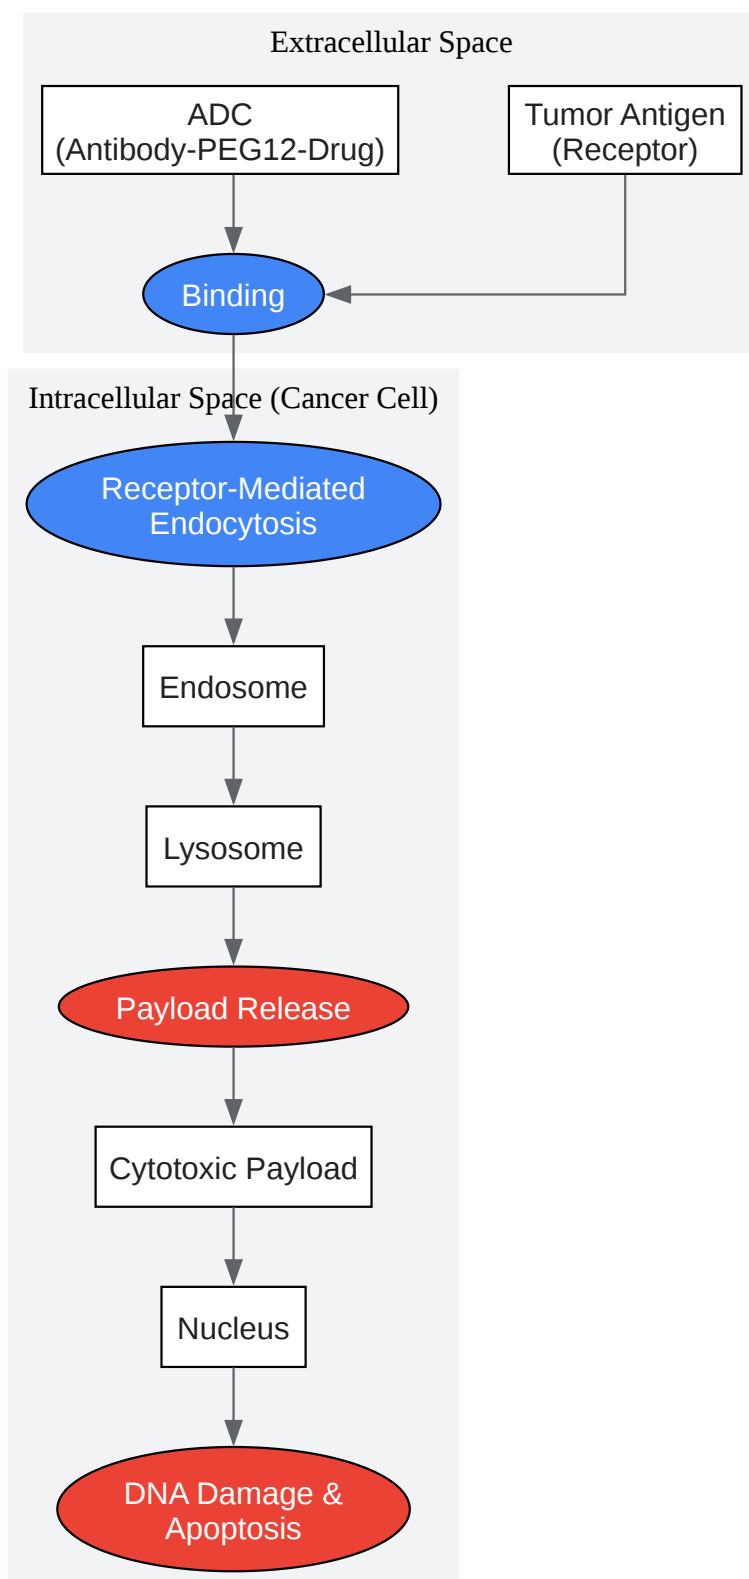 Extracellular Space
ADC
(Antibody-PEG12-Drug)
Tumor Antigen
(Receptor)
Binding
Intracellular Space (Cancer Cell)
Receptor-Mediated
Endocytosis
Endosome
Lysosome
Payload Release
Cytotoxic Payload
Nucleus
DNA Damage &
Apoptosis